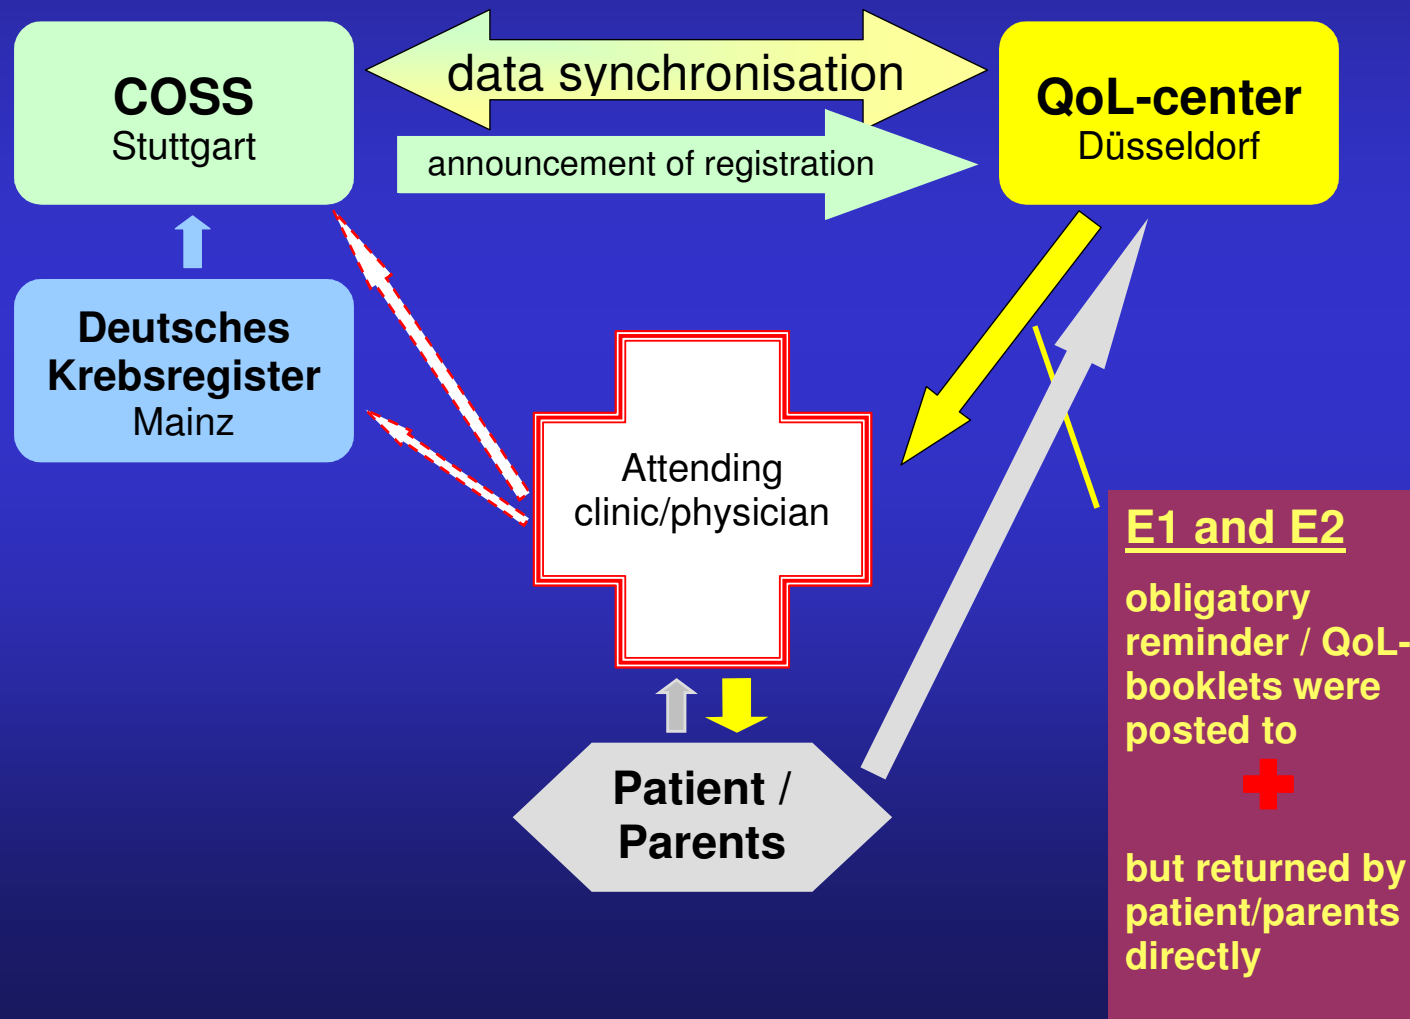 COSS
Stuttgart
data synchronisation
announcement of registration
QoL-center
Düsseldorf
Deutsches
Krebsregister
Mainz
Attending
clinic/physician
Patient /
Parents
E1 and E2
obligatory
reminder / QoL-
booklets were
posted to
but returned by
patient/parents
directly